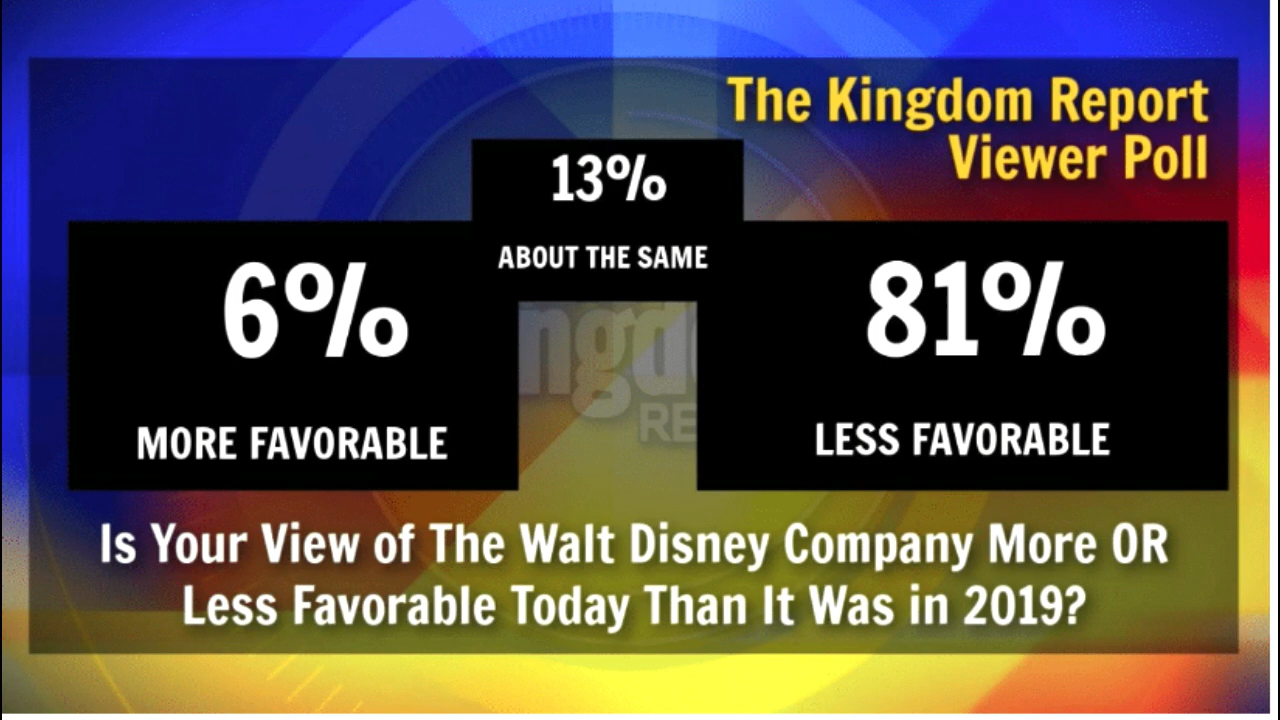 The Kingdom Report
Viewer Poll
13%
ABOUT THE SAME
6%
MORE FAVORABLE
81%
LESS FAVORABLE
Is Your View of The Walt Disney Company More OR
Less Favorable Today Than It Was in 2019?